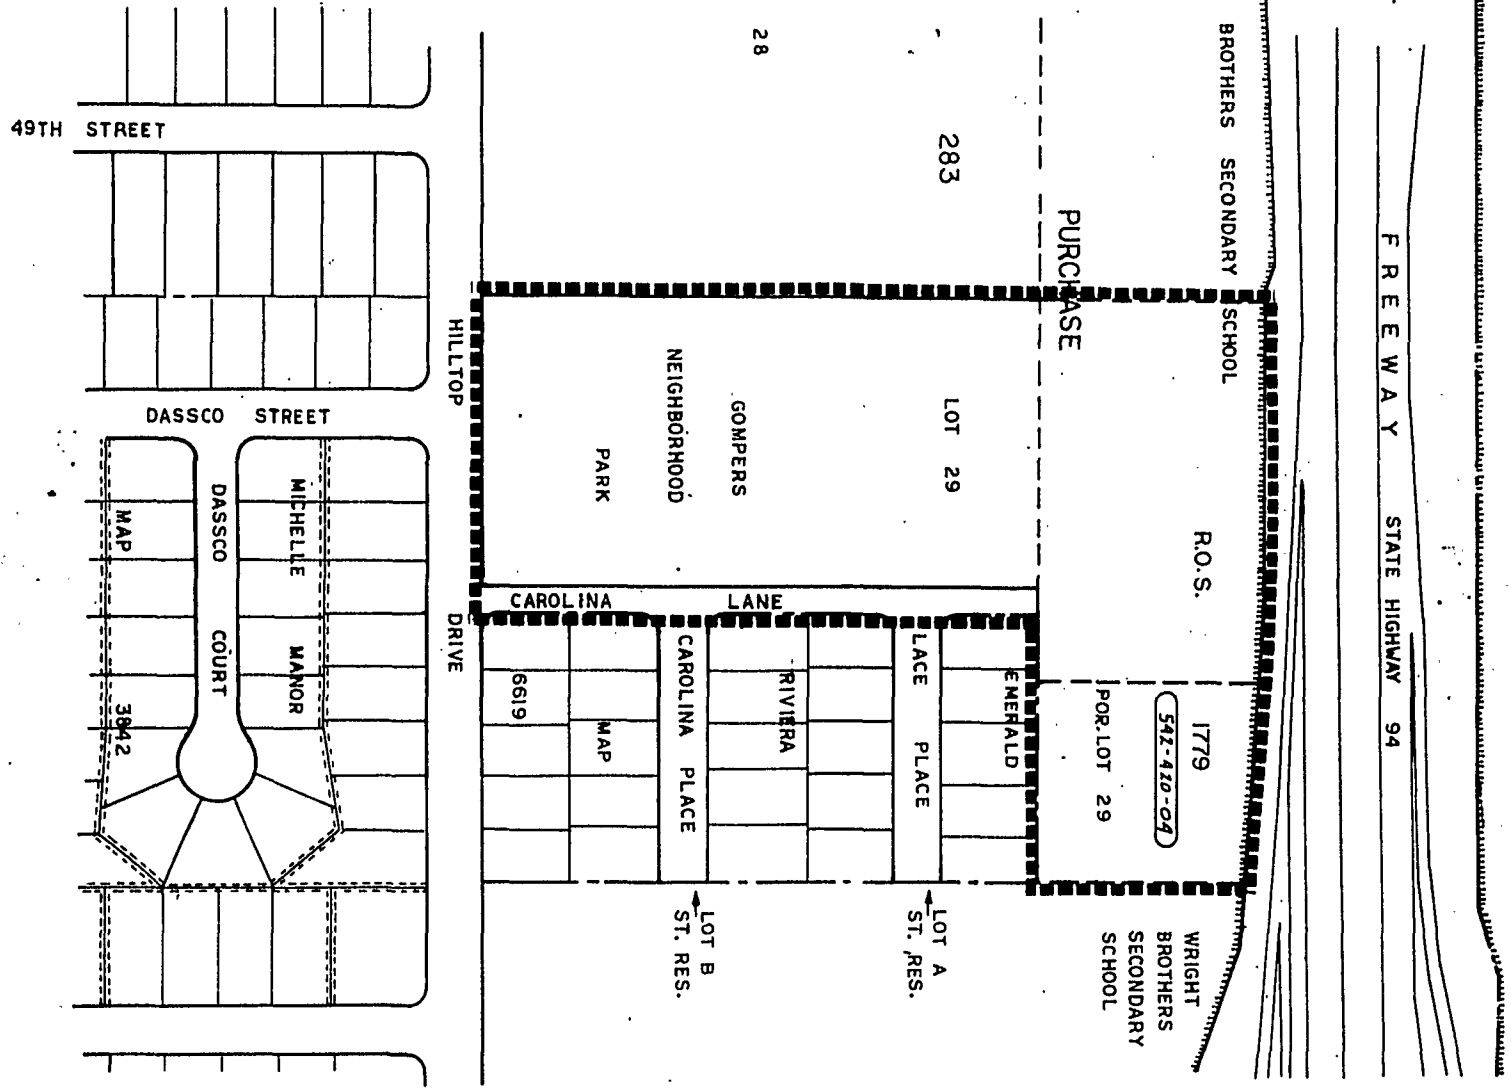 49TH STREET
DASSCO STREET
HILLTOP DRIVE
28
283
PURCHASE
BROTHERS SECONDARY SCHOOL
FREEWAY STATE HIGHWAY 94
GOMPERS
NEIGHBORHOOD
PARK
LOT 29
R.O.S.
1779
542-420-04
POR. LOT 29
CAROLINA LANE
EMERALD
RIVIERA
MAP
6619
LACE PLACE
CAROLINA PLACE
MICHELLE MANOR
DASSCO COURT
MAP 3842
LOT A
ST. RES.
LOT B
ST. RES.
WRIGHT
BROTHERS
SECONDARY
SCHOOL